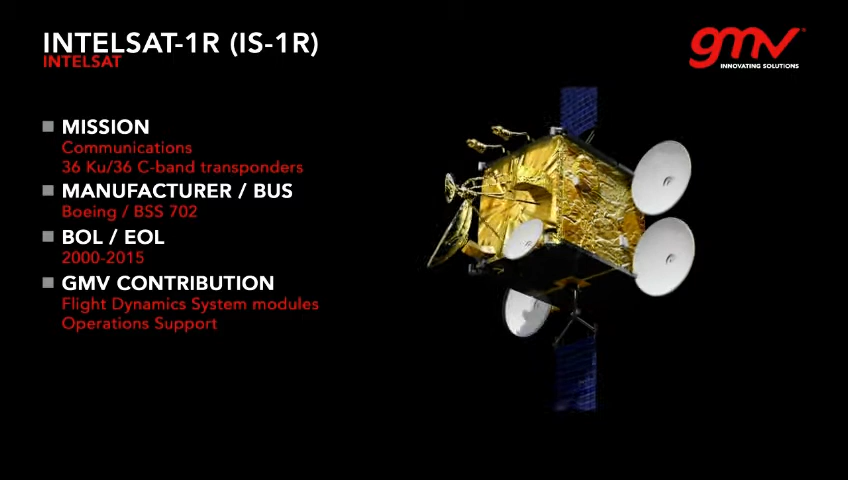 INTELSAT-1R (IS-1R)
INTELSAT
gmv
INNOVATING SOLUTIONS
MISSION
Communications
36 Ku/36 C-band transponders
MANUFACTURER / BUS
Boeing / BSS 702
BOL / EOL
2000-2015
GMV CONTRIBUTION
Flight Dynamics System modules
Operations Support